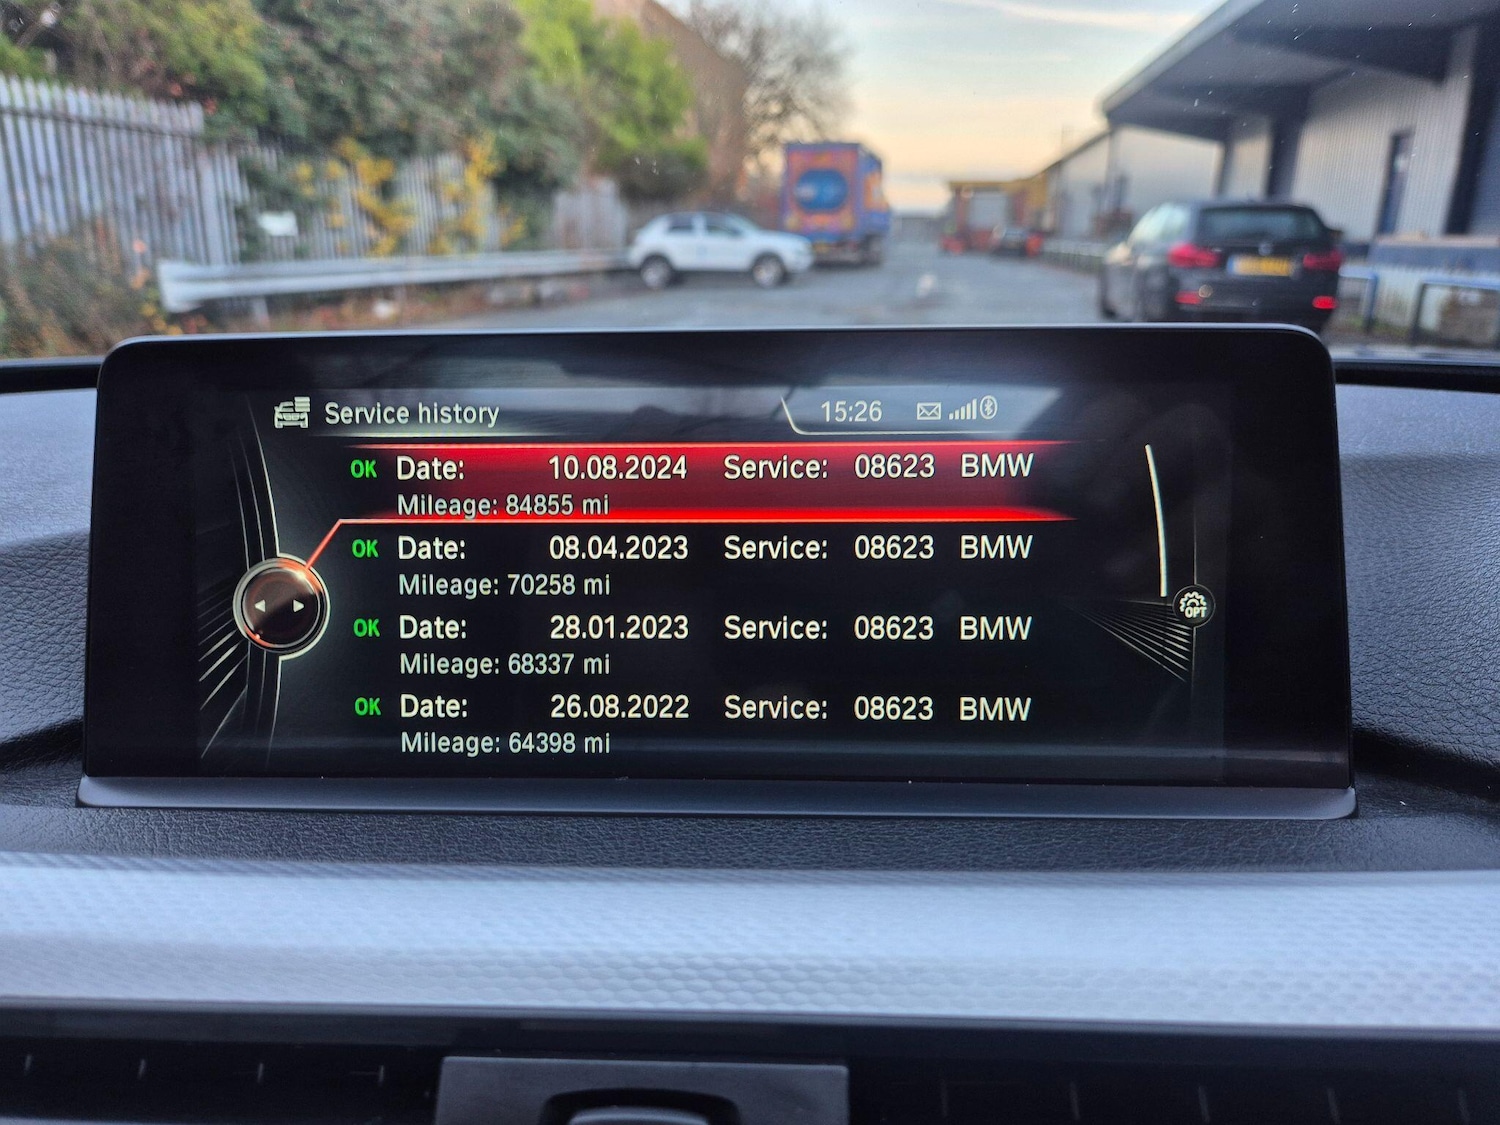 Service history 15:26
OK Date: 10.08.2024 Service: 08623 BMW
Mileage: 84855 mi
OK Date: 08.04.2023 Service: 08623 BMW
Mileage: 70258 mi
OK Date: 28.01.2023 Service: 08623 BMW
Mileage: 68337 mi
OK Date: 26.08.2022 Service: 08623 BMW
Mileage: 64398 mi
OPT